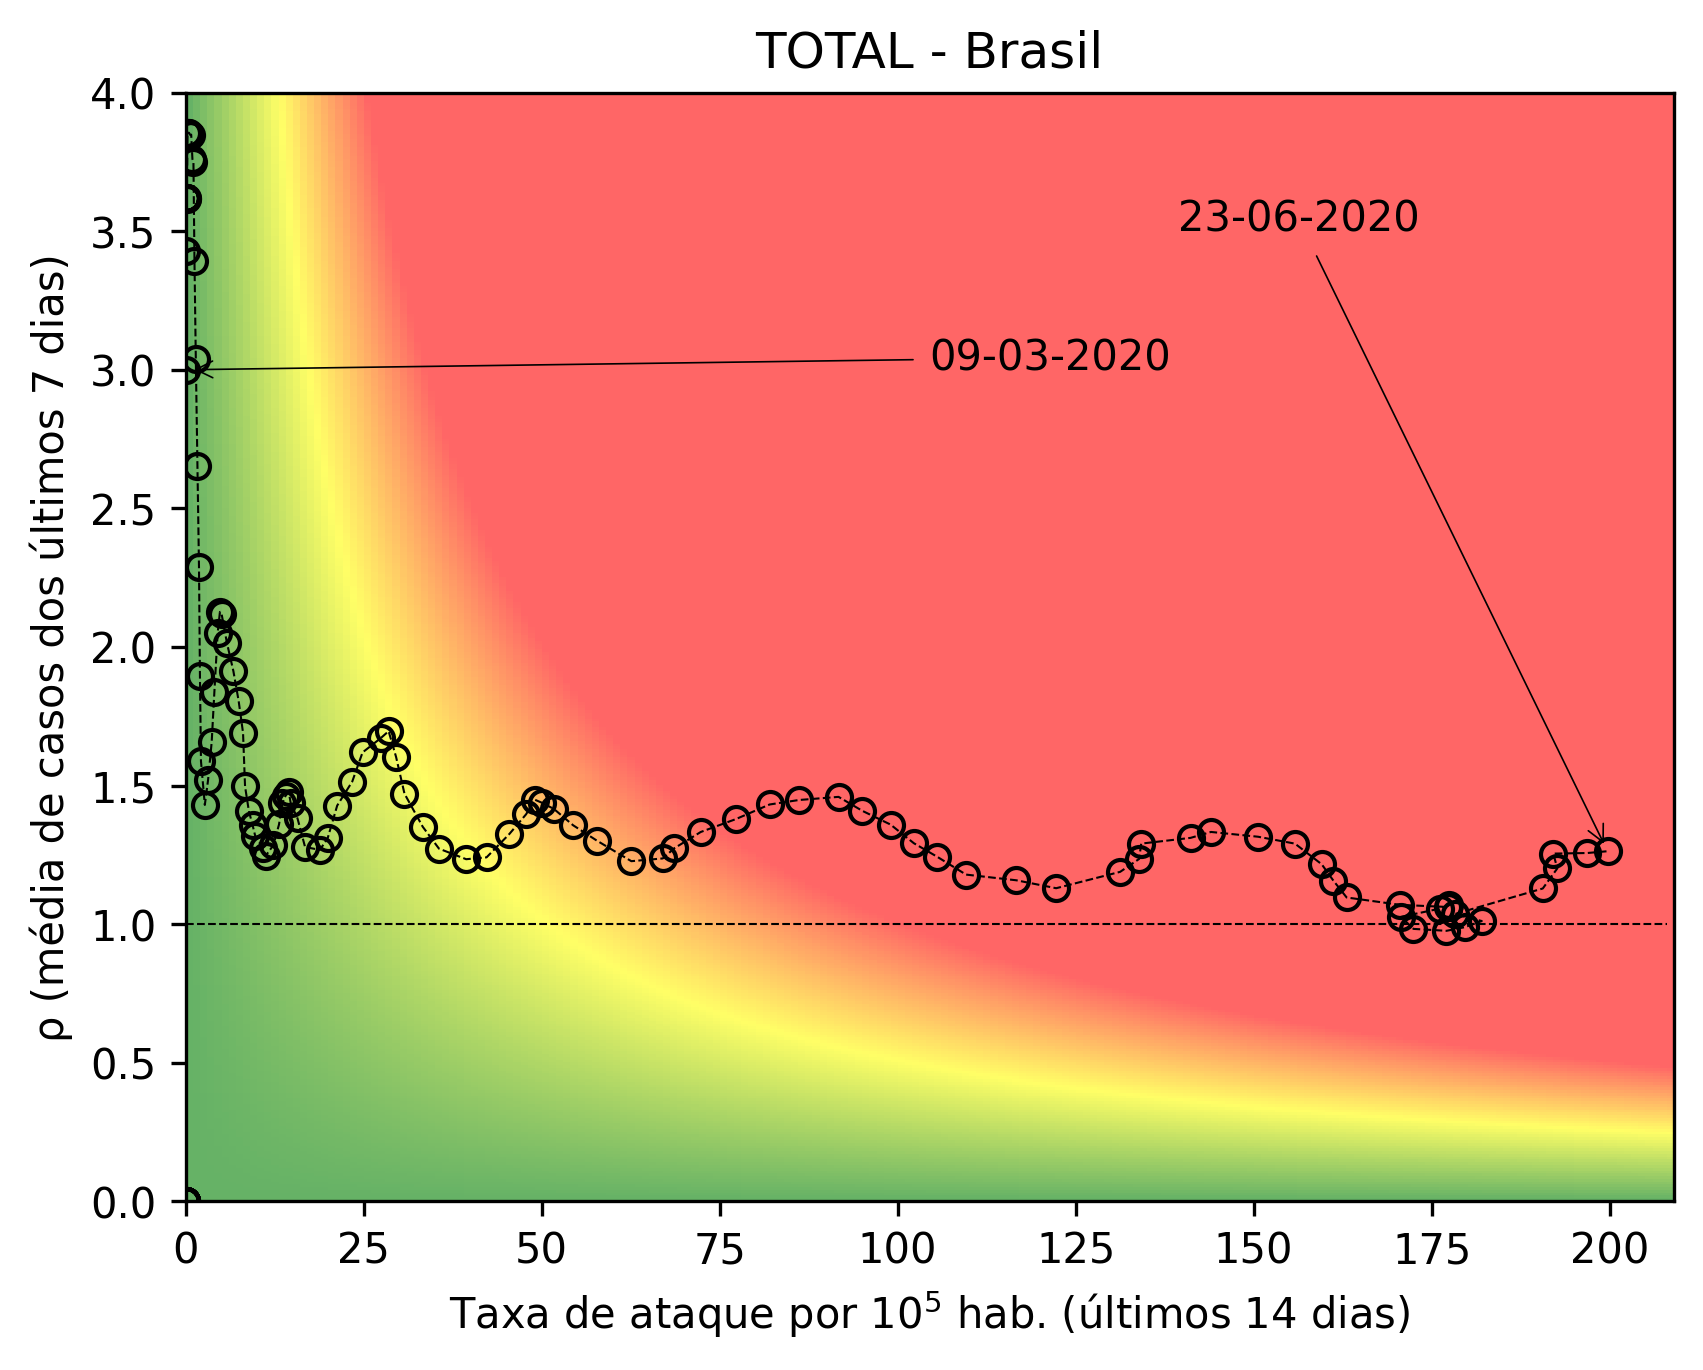 TOTAL - Brasil
4.0
3.5
3.0
2.5
2.0
1.5
1.0
0.5
0.0
ρ (média de casos dos últimos 7 dias)
23-06-2020
09-03-2020
0 25 50 75 100 125 150 175 200
Taxa de ataque por 10⁵ hab. (últimos 14 dias)